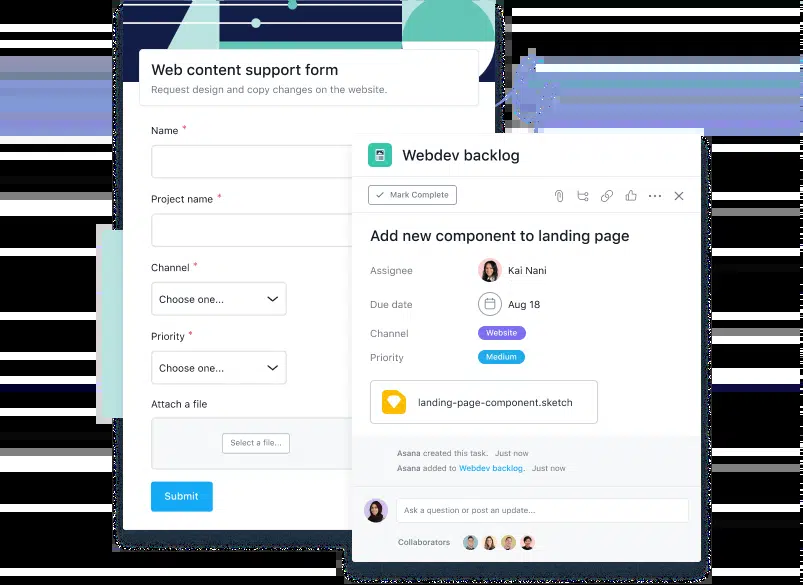 Web content support form
Request design and copy changes on the website.
Name *
Project name *
Channel *
Choose one...
Priority *
Choose one...
Attach a file
Select a file...
Submit
Webdev backlog
Mark Complete
Add new component to landing page
Assignee Kai Nani
Due date Aug 18
Channel Website
Priority Medium
landing-page-component.sketch
Asana created this task. Just now
Asana added to Webdev backlog. Just now
Ask a question or post an update...
Collaborators